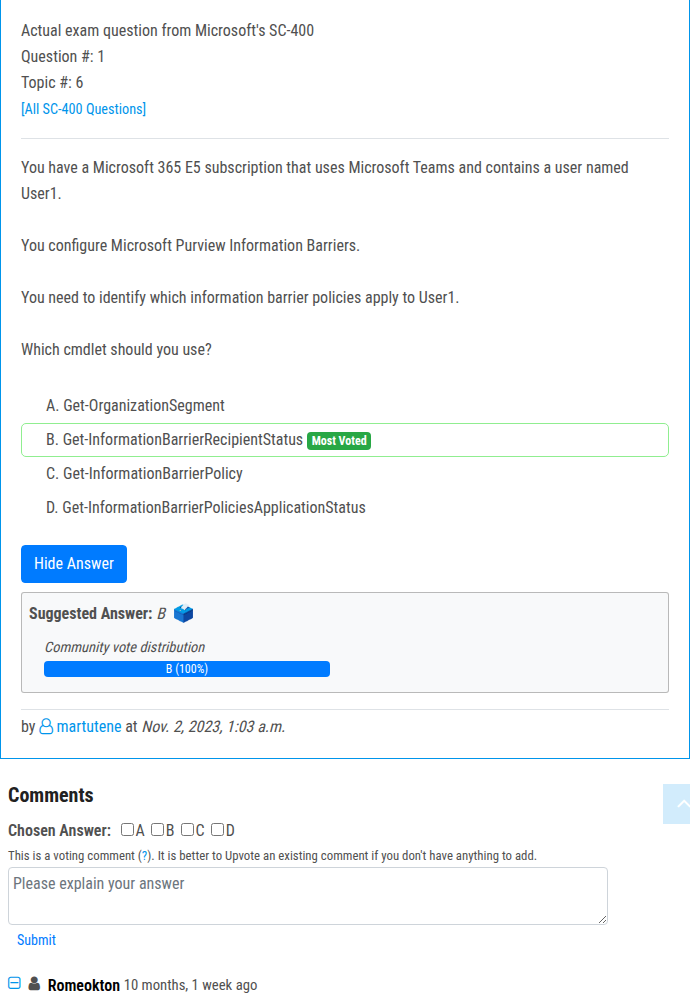 Actual exam question from Microsoft's SC-400
Question #: 1
Topic #: 6
[All SC-400 Questions]
You have a Microsoft 365 E5 subscription that uses Microsoft Teams and contains a user named
User1.
You configure Microsoft Purview Information Barriers.
You need to identify which information barrier policies apply to User1.
Which cmdlet should you use?
A. Get-OrganizationSegment
B. Get-InformationBarrierRecipientStatus Most Voted
C. Get-InformationBarrierPolicy
D. Get-InformationBarrierPoliciesApplicationStatus
Hide Answer
Suggested Answer: B
Community vote distribution
B (100%)
by martutene at Nov. 2, 2023, 1:03 a.m.
Comments
Chosen Answer: A B C D
This is a voting comment (?). It is better to Upvote an existing comment if you don't have anything to add.
Please explain your answer
Submit
Romeokton 10 months, 1 week ago